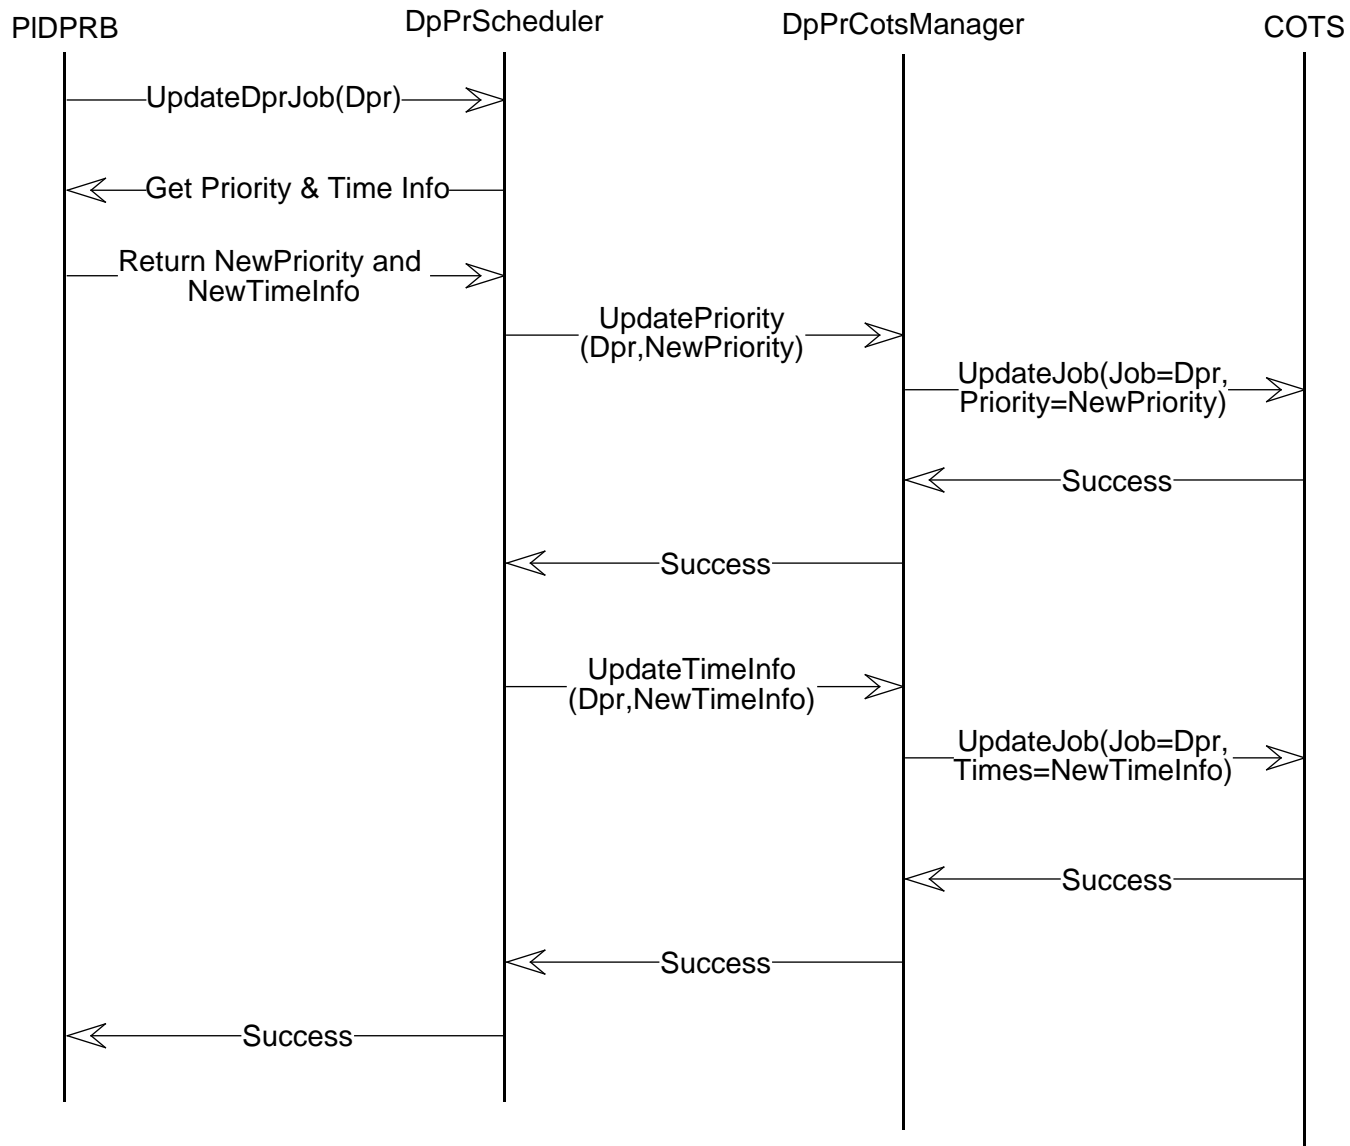 PlDPRB
DpPrScheduler
DpPrCotsManager
COTS
UpdateDprJob(Dpr)
Get Priority & Time Info
Return NewPriority and
NewTimeInfo
UpdatePriority
(Dpr,NewPriority)
UpdateJob(Job=Dpr,
Priority=NewPriority)
Success
Success
UpdateTimeInfo
(Dpr,NewTimeInfo)
UpdateJob(Job=Dpr,
Times=NewTimeInfo)
Success
Success
Success